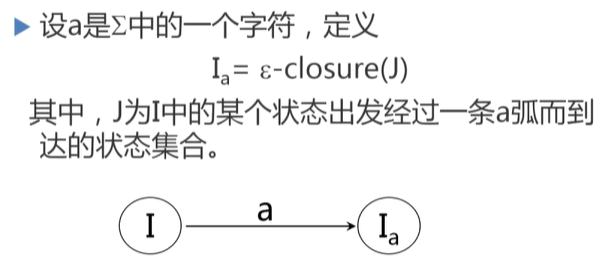 设a是Σ中的一个字符，定义
Iₐ= ε-closure(J)
其中，J为I中的某个状态出发经过一条a弧而到
达的状态集合。
I a Iₐ